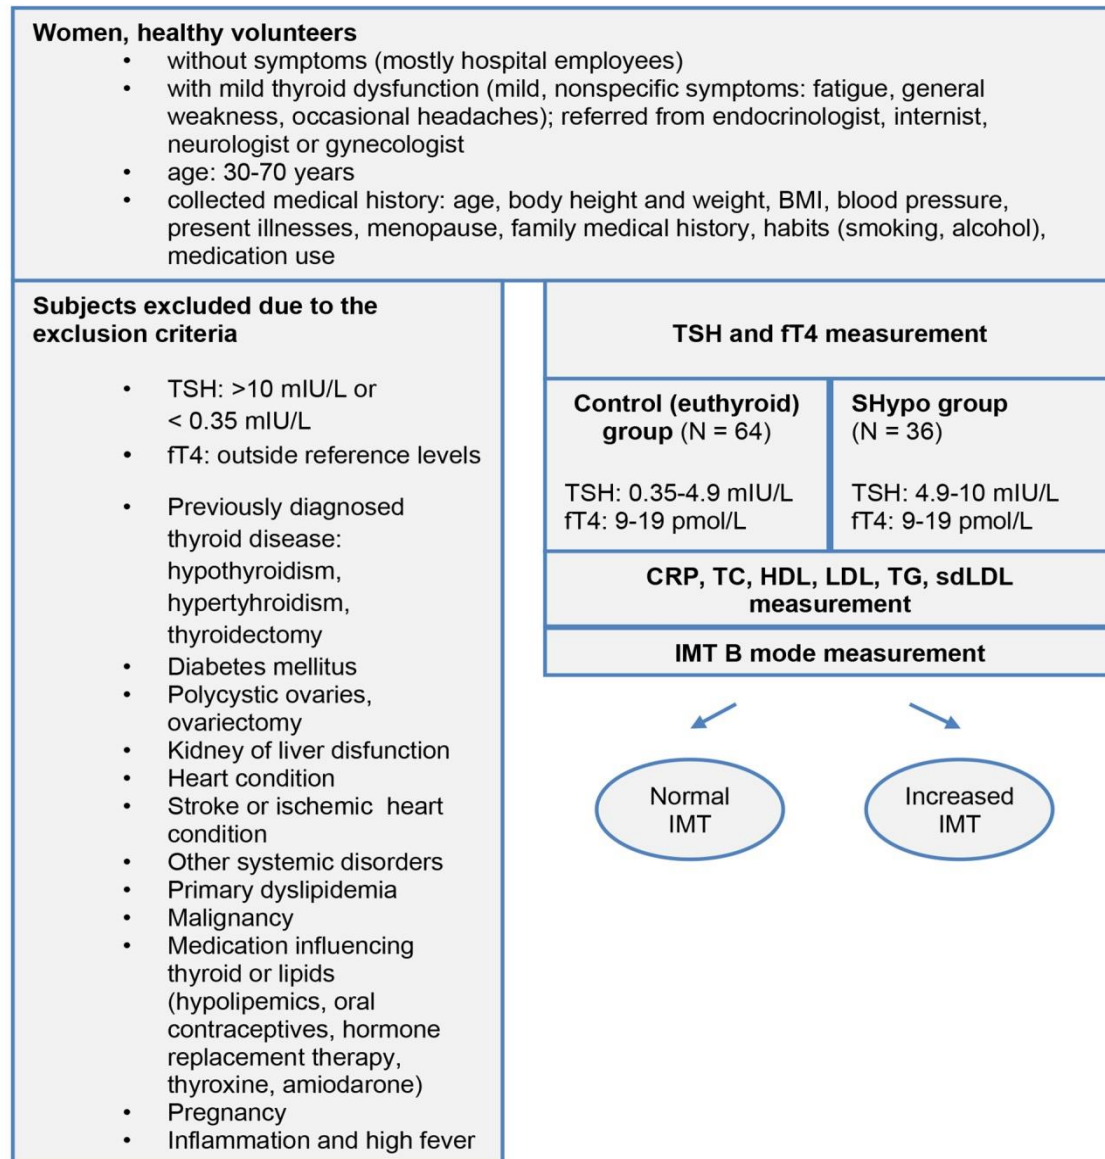 Women, healthy volunteers
• without symptoms (mostly hospital employees)
• with mild thyroid dysfunction (mild, nonspecific symptoms: fatigue, general
weakness, occasional headaches); referred from endocrinologist, internist,
neurologist or gynecologist
• age: 30-70 years
• collected medical history: age, body height and weight, BMI, blood pressure,
present illnesses, menopause, family medical history, habits (smoking, alcohol),
medication use
Subjects excluded due to the
exclusion criteria
• TSH: >10 mIU/L or
< 0.35 mIU/L
• fT4: outside reference levels
• Previously diagnosed
thyroid disease:
hypothyroidism,
hypertyhroidism,
thyroidectomy
• Diabetes mellitus
• Polycystic ovaries,
ovariectomy
• Kidney of liver disfunction
• Heart condition
• Stroke or ischemic heart
condition
• Other systemic disorders
• Primary dyslipidemia
• Malignancy
• Medication influencing
thyroid or lipids
(hypolipemics, oral
contraceptives, hormone
replacement therapy,
thyroxine, amiodarone)
• Pregnancy
• Inflammation and high fever
TSH and fT4 measurement
Control (euthyroid)
group (N = 64)
TSH: 0.35-4.9 mIU/L
fT4: 9-19 pmol/L
SHypo group
(N = 36)
TSH: 4.9-10 mIU/L
fT4: 9-19 pmol/L
CRP, TC, HDL, LDL, TG, sdLDL
measurement
IMT B mode measurement
Normal
IMT
Increased
IMT